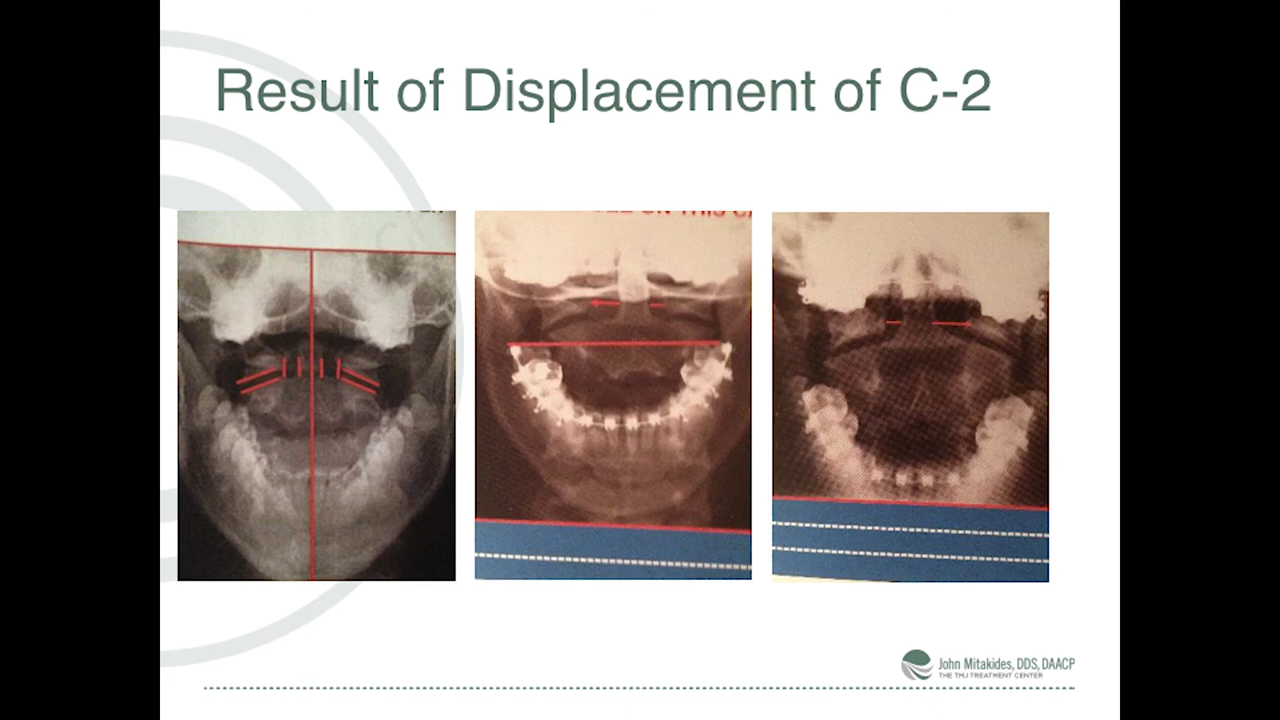 Result of Displacement of C-2
John Mitakides, DDS, DAACP
THE TMJ TREATMENT CENTER